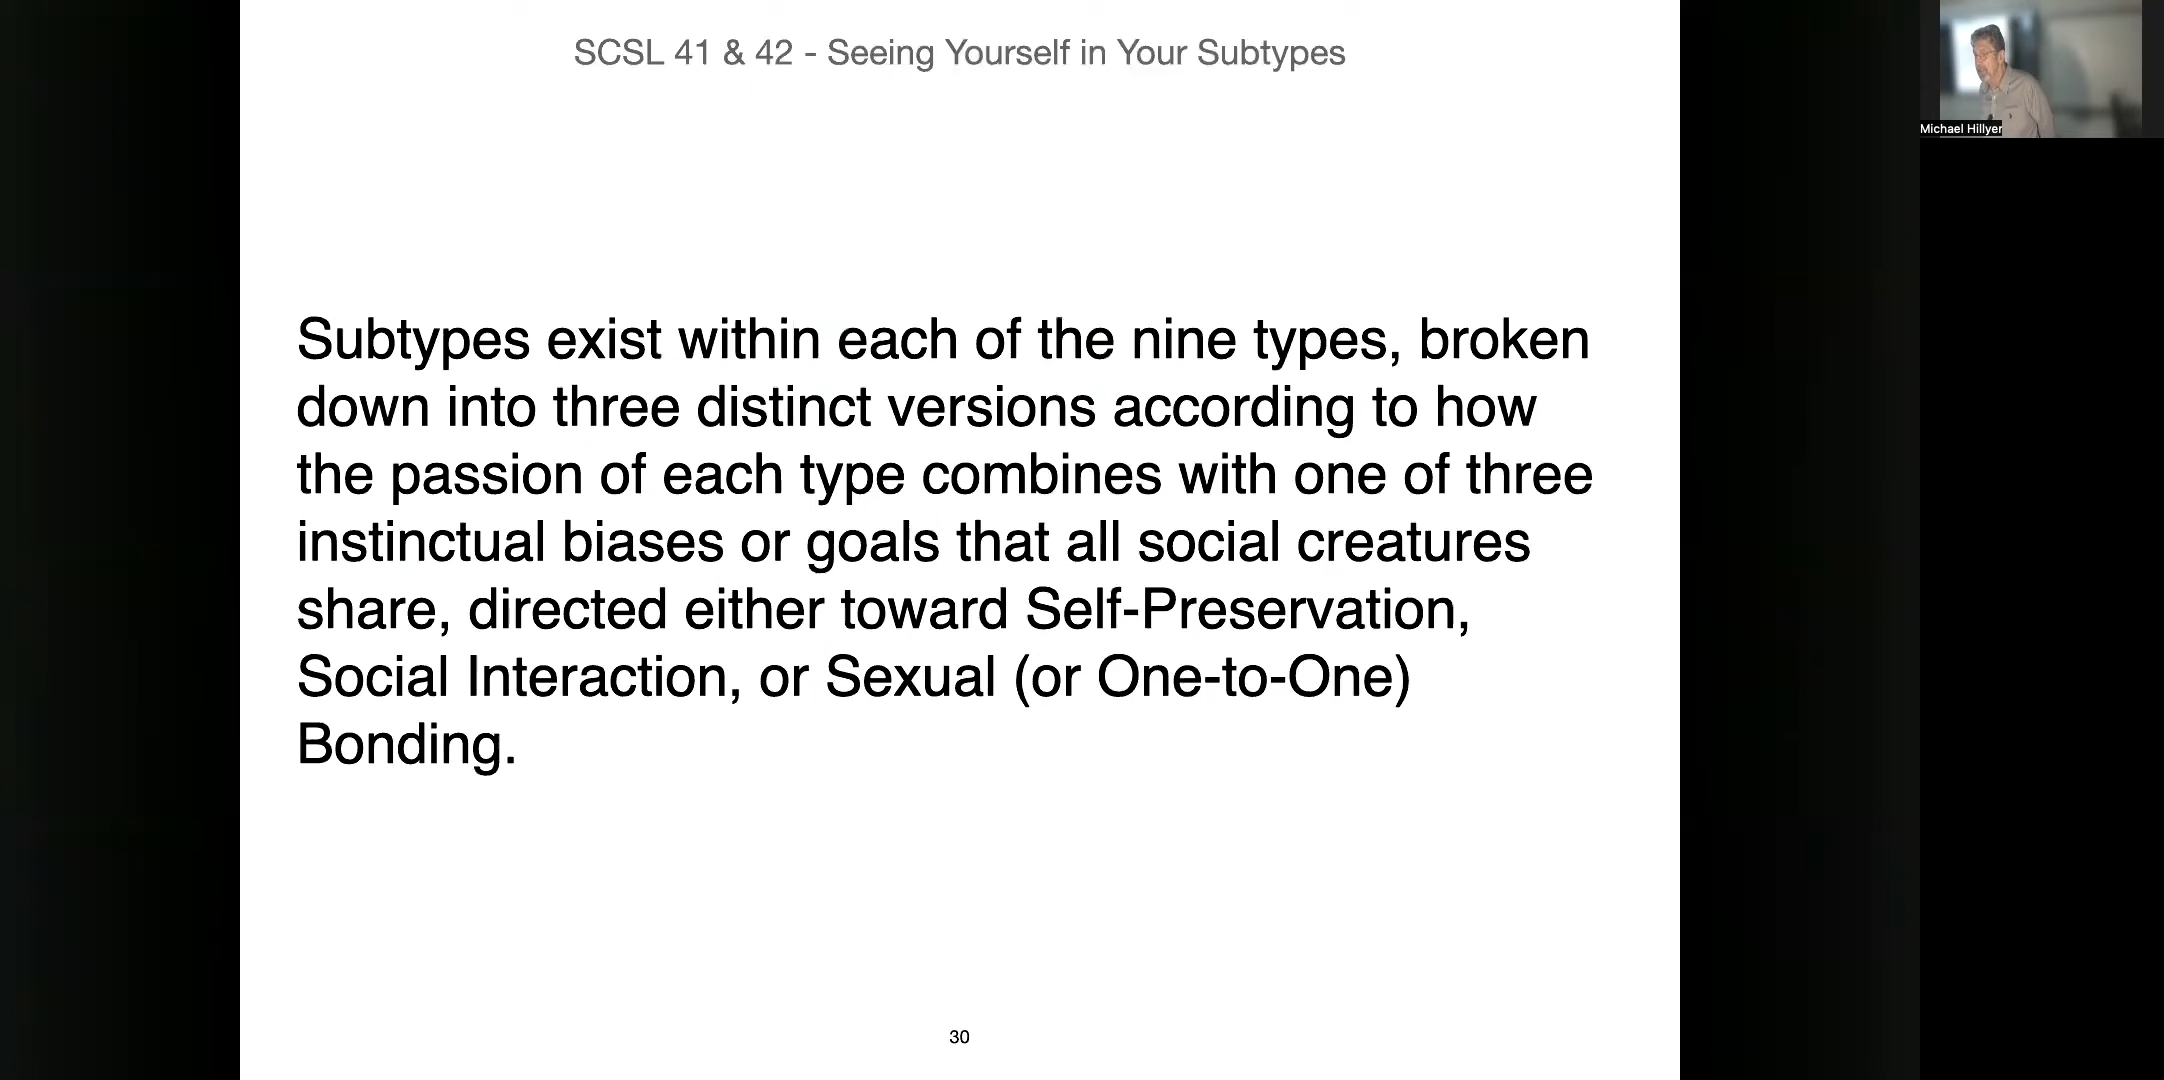 SCSL 41 & 42 - Seeing Yourself in Your Subtypes
Michael Hillyer
Subtypes exist within each of the nine types, broken
down into three distinct versions according to how
the passion of each type combines with one of three
instinctual biases or goals that all social creatures
share, directed either toward Self-Preservation,
Social Interaction, or Sexual (or One-to-One)
Bonding.
30